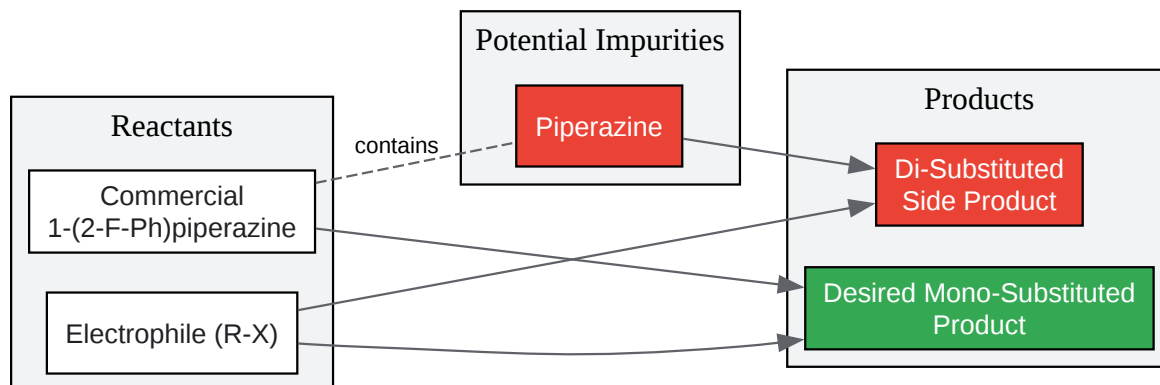 Potential Impurities
Piperazine
Reactants
contains
Commercial
1-(2-F-Ph)piperazine
Electrophile (R-X)
Products
Di-Substituted
Side Product
Desired Mono-Substituted
Product